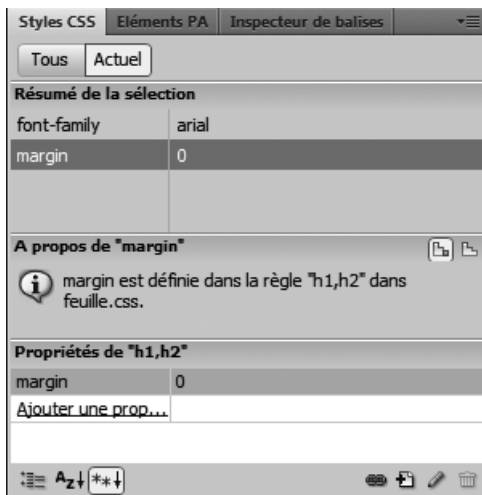 Styles CSS Eléments PA Inspecteur de balises
Tous Actuel
Résumé de la sélection
font-family arial
margin 0
A propos de "margin"
margin est définie dans la règle "h1,h2" dans
feuille.css.
Propriétés de "h1,h2"
margin 0
Ajouter une prop...
Az↓ **↓